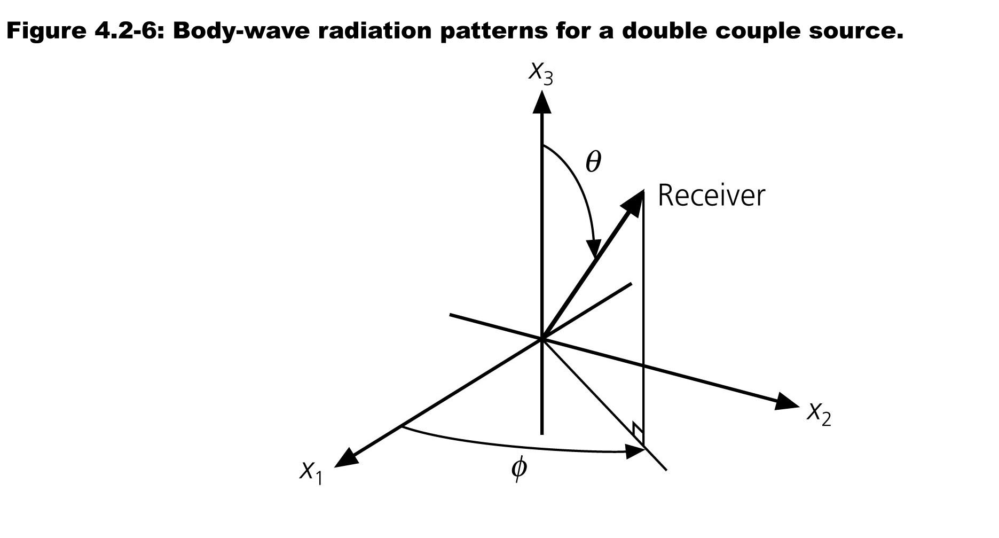 Figure 4.2-6: Body-wave radiation patterns for a double couple source.
x₃
θ
Receiver
x₂
x₁
ϕ